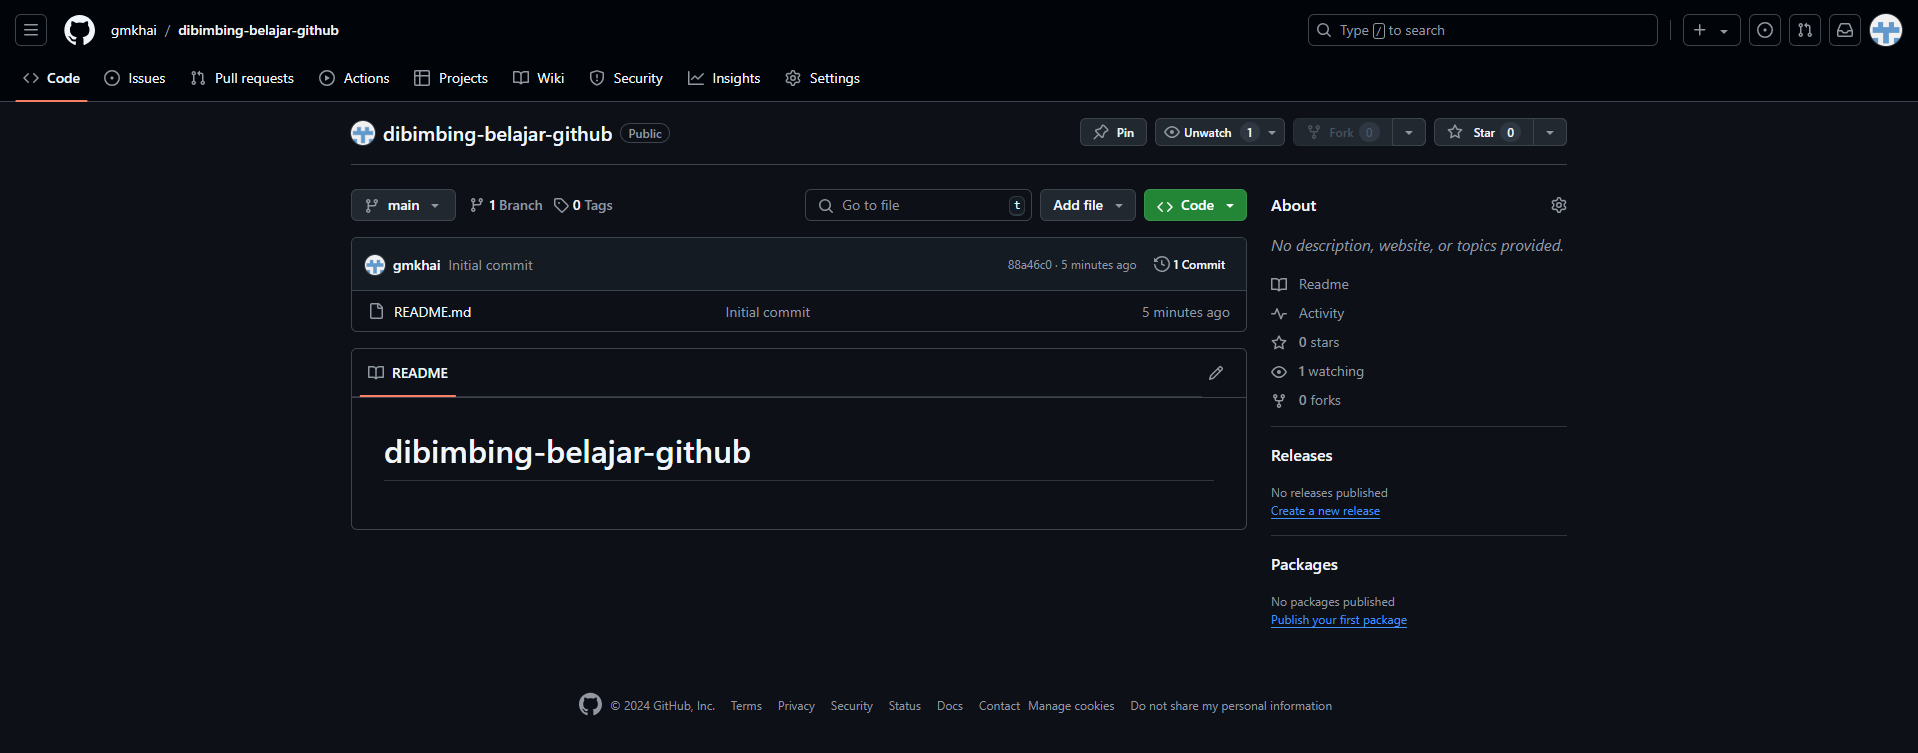 gmkhai / dibimbing-belajar-github Type / to search
Code Issues Pull requests Actions Projects Wiki Security Insights Settings
dibimbing-belajar-github Public Pin Unwatch 1 Fork 0 Star 0
main 1 Branch 0 Tags Go to file t Add file Code
gmkhai Initial commit 88a46c0 · 5 minutes ago 1 Commit
README.md Initial commit 5 minutes ago
README
dibimbing-belajar-github
About
No description, website, or topics provided.
Readme
Activity
0 stars
1 watching
0 forks
Releases
No releases published
Create a new release
Packages
No packages published
Publish your first package
© 2024 GitHub, Inc. Terms Privacy Security Status Docs Contact Manage cookies Do not share my personal information